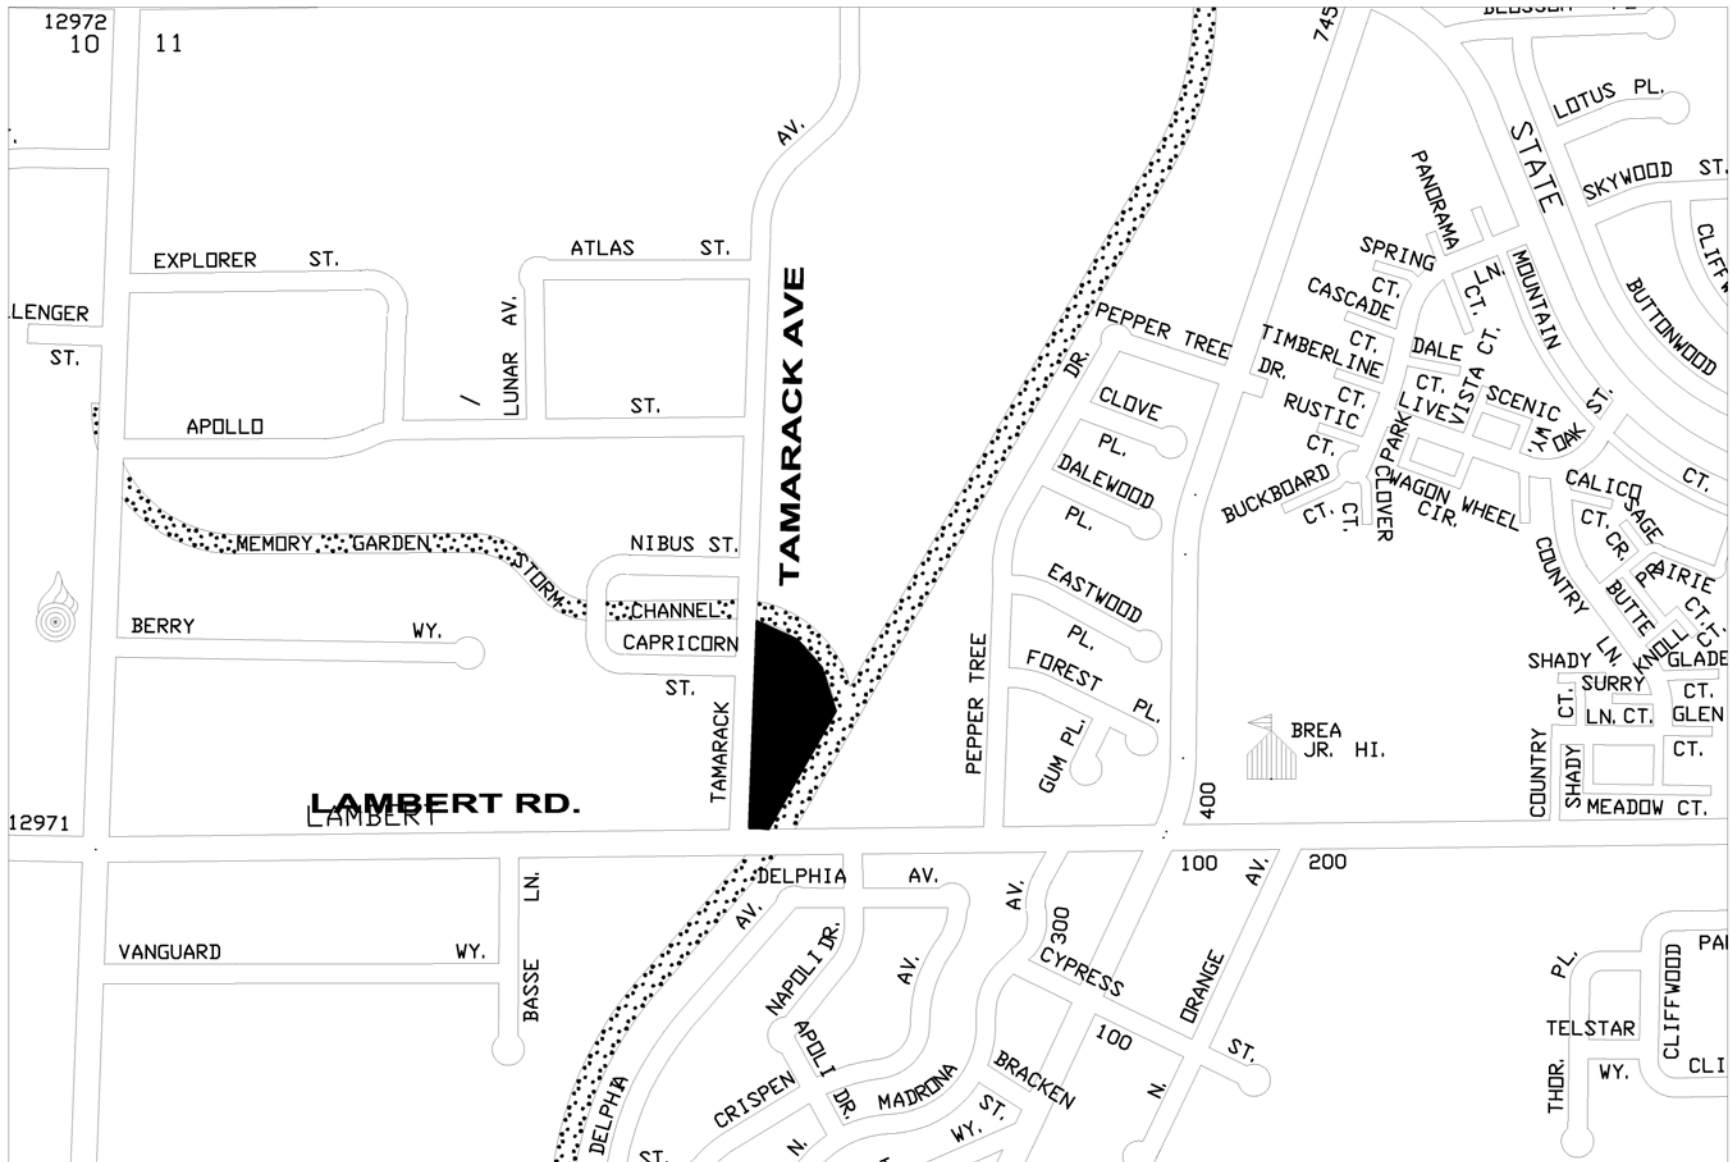 12972
10
11
745
LOTUS PL.
STATE
SKYWOOD ST.
AV.
PANORAMA
EXPLORER ST.
ATLAS ST.
SPRING
CT.
LN.
CT.
MOUNTAIN
CASCADE
CT.
BUTTONWOOD
TAMARACK AVE
LUNAR AV.
ST.
PEPPER TREE
DR.
DR.
TIMBERLINE
CT.
DALE
CT.
VISTA CT.
LIVE
OAK
ST.
SCENIC
WY.
RUSTIC
CT.
PARK
CLOVE
PL.
APOLLO
ST.
DALEWOOD
PL.
BUCKBOARD
CT.
CT.
CLOVER
WAGON WHEEL
CIR.
CALICO
CT.
SAGE
CR.
CT.
MEMORY GARDEN
STORM
CHANNEL
NIBUS ST.
CAPRICORN
ST.
BERRY WY.
EASTWOOD
PL.
FOREST
PL.
GUM PL.
PEPPER TREE
COUNTRY
LN.
BUTTE
KNOLL
CT.
PR
AIRIE
CT.
SHADY
CT.
GLADE
CT.
SURRY
LN. CT.
GLEN
CT.
COUNTRY
SHADY
MEADOW CT.
BREA
JR. HI.
TAMARACK
LAMBERT RD.
LAMBERT
12971
400
100
200
DELPHIA AV.
AV.
AV.
AV.
300
VANGUARD WY.
BASSE LN.
NAPOLI DR.
AV.
CYPRESS
ST.
ORANGE
N.
100
APOLI DR.
CRISPEN
MADRONA
BRACKEN
ST.
WY.
N.
DELPHIA
ST.
PL.
THOR.
TELSTAR
WY.
CLIFFWOOD